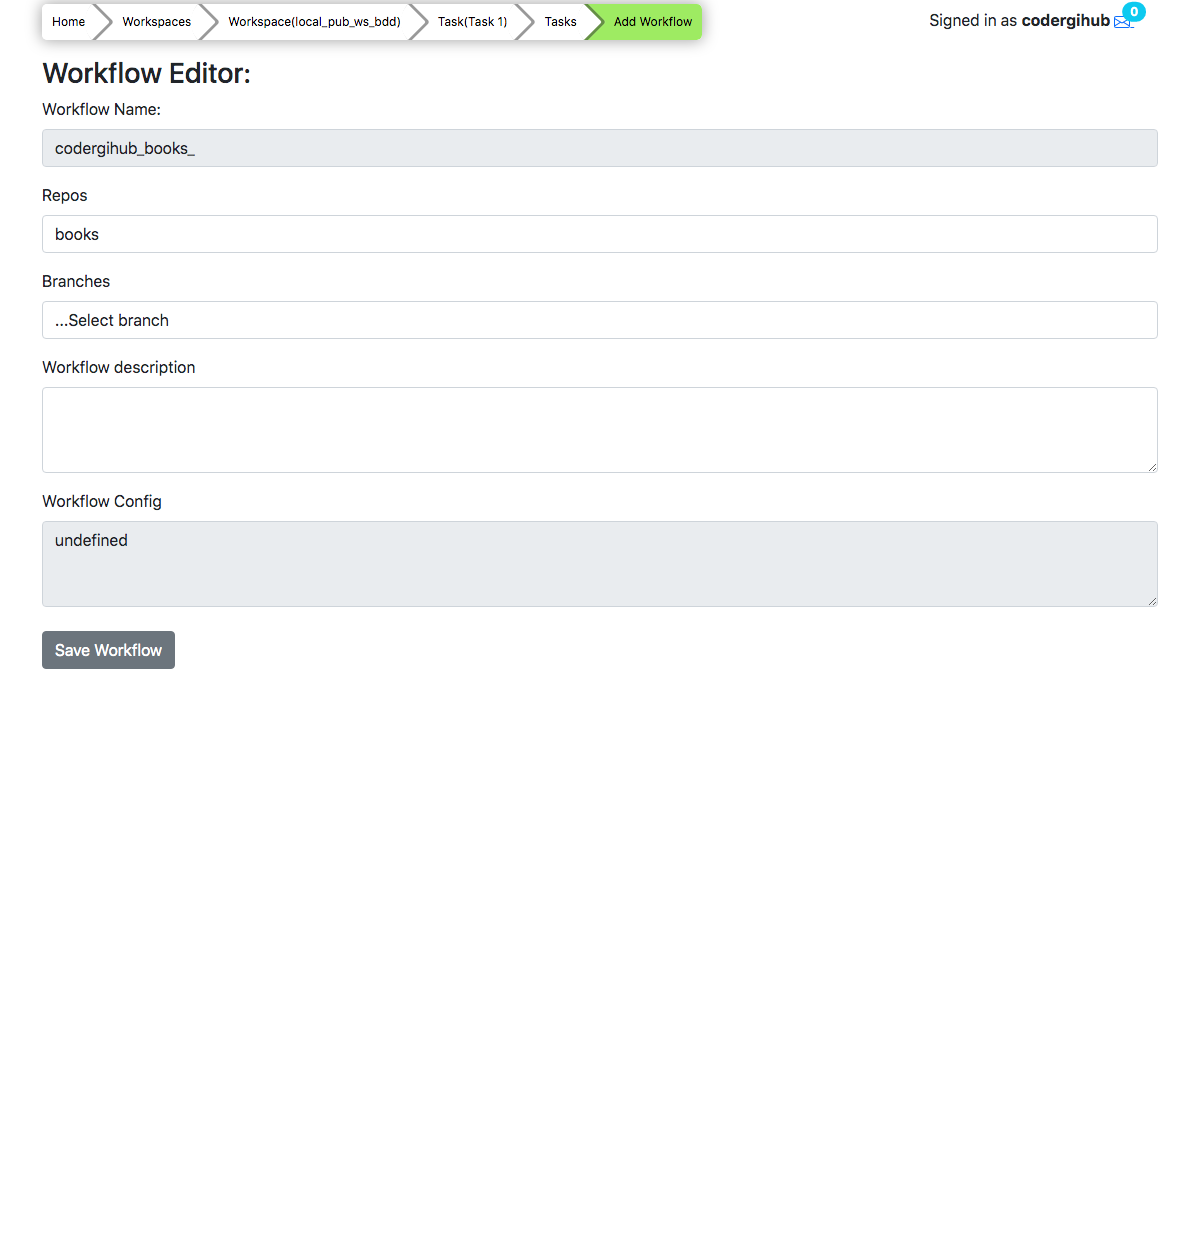 Home Workspaces Workspace(local_pub_ws_bdd) Task(Task 1) Tasks Add Workflow
Signed in as codergihub 0
Workflow Editor:
Workflow Name:
codergihub_books_
Repos
books
Branches
...Select branch
Workflow description
Workflow Config
undefined
Save Workflow